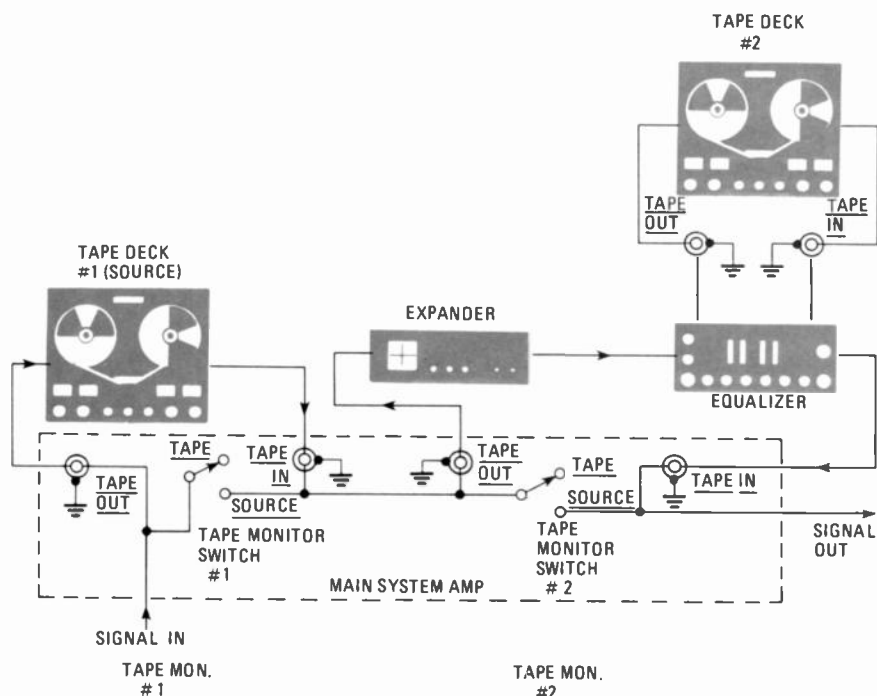 TAPE DECK
#2
TAPE
OUT
TAPE
IN
TAPE DECK
#1 (SOURCE)
EXPANDER
EQUALIZER
TAPE
OUT
TAPE
TAPE
IN
SOURCE
TAPE MONITOR
SWITCH
#1
TAPE
OUT
TAPE
SOURCE
TAPE
MONITOR
SWITCH
#2
TAPE IN
SIGNAL
OUT
MAIN SYSTEM AMP
SIGNAL IN
TAPE MON.
#1
TAPE MON.
#2